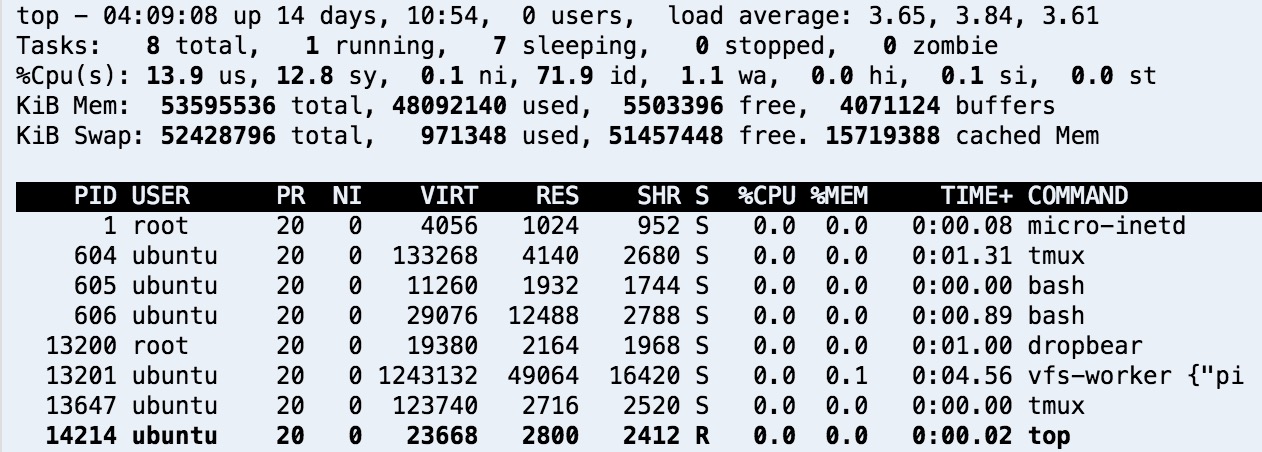 top - 04:09:08 up 14 days, 10:54,  0 users,  load average: 3.65, 3.84, 3.61
Tasks:   8 total,   1 running,   7 sleeping,   0 stopped,   0 zombie
%Cpu(s): 13.9 us, 12.8 sy,  0.1 ni, 71.9 id,  1.1 wa,  0.0 hi,  0.1 si,  0.0 st
KiB Mem:  53595536 total, 48092140 used,  5503396 free,  4071124 buffers
KiB Swap: 52428796 total,   971348 used, 51457448 free. 15719388 cached Mem
PID USER      PR  NI    VIRT    RES    SHR S  %CPU %MEM     TIME+ COMMAND
1 root      20   0    4056   1024    952 S   0.0  0.0   0:00.08 micro-inetd
604 ubuntu    20   0  133268   4140   2680 S   0.0  0.0   0:01.31 tmux
605 ubuntu    20   0   11260   1932   1744 S   0.0  0.0   0:00.00 bash
606 ubuntu    20   0   29076  12488   2788 S   0.0  0.0   0:00.89 bash
13200 root      20   0   19380   2164   1968 S   0.0  0.0   0:01.00 dropbear
13201 ubuntu    20   0 1243132  49064  16420 S   0.0  0.1   0:04.56 vfs-worker {"pi
13647 ubuntu    20   0  123740   2716   2520 S   0.0  0.0   0:00.00 tmux
14214 ubuntu    20   0   23668   2800   2412 R   0.0  0.0   0:00.02 top